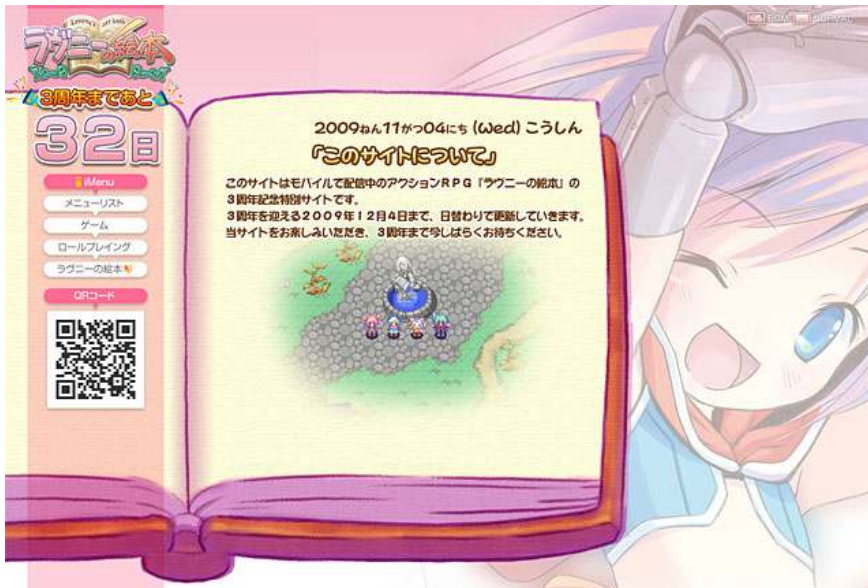 ラヴニーの絵本
3周年まであと
32日
iMenu
メニューリスト
ゲーム
ロールプレイング
ラヴニーの絵本
QRコード
2009ねん11がつ04にち (Wed) こうしん
「このサイトについて」
このサイトはモバイルで配信中のアクションRPG『ラヴニーの絵本』の
3周年記念特別サイトです。
3周年を迎える2009年12月4日まで、日替わりで更新していきます。
当サイトをお楽しみいただき、3周年まで今しばらくお待ちください。